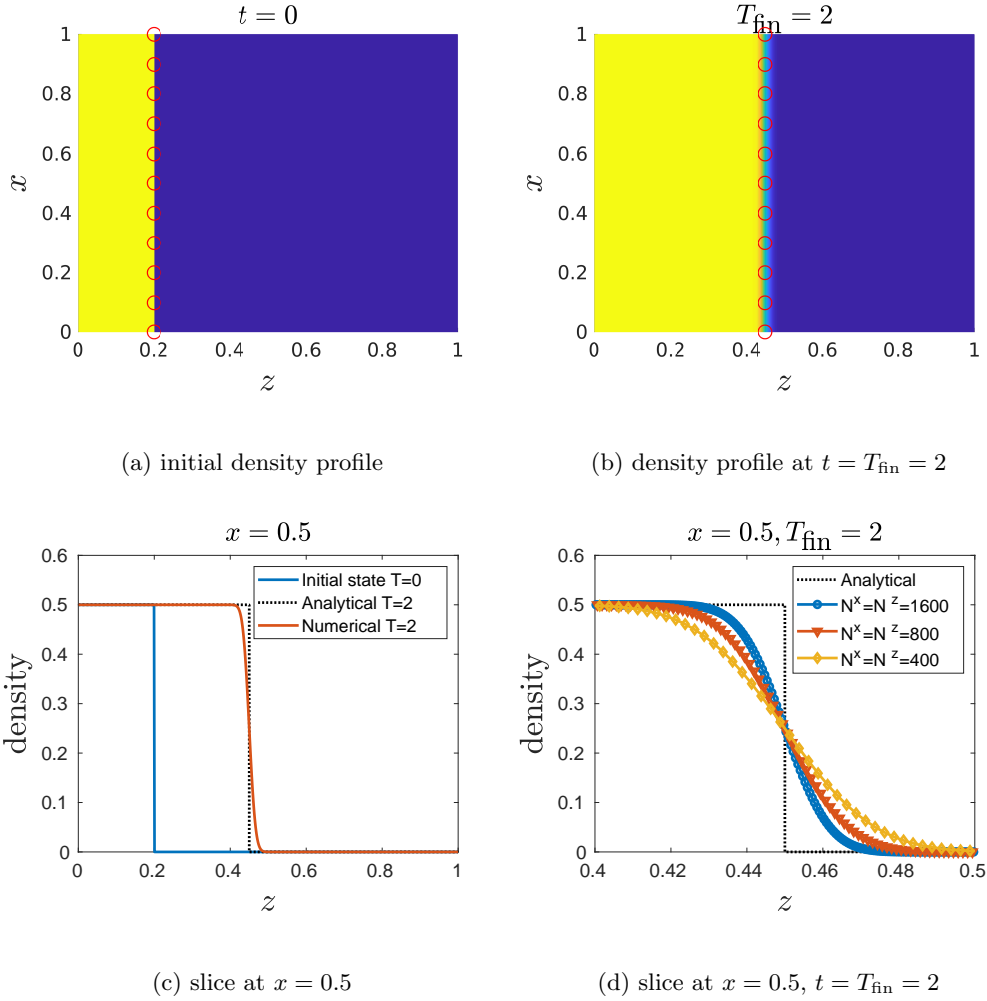 t = 0
1
0.8
0.6
0.4
0.2
0
x
0 0.2 0.4 0.6 0.8 1
z
(a) initial density profile
T_fin = 2
1
0.8
0.6
0.4
0.2
0
x
0 0.2 0.4 0.6 0.8 1
z
(b) density profile at t = T_fin = 2
x = 0.5
0.6
0.5
0.4
0.3
0.2
0.1
0
density
Initial state T=0
Analytical T=2
Numerical T=2
0 0.2 0.4 0.6 0.8 1
z
(c) slice at x = 0.5
x = 0.5, T_fin = 2
0.6
0.5
0.4
0.3
0.2
0.1
0
density
Analytical
N^x=N^z=1600
N^x=N^z=800
N^x=N^z=400
0.4 0.42 0.44 0.46 0.48 0.5
z
(d) slice at x = 0.5, t = T_fin = 2